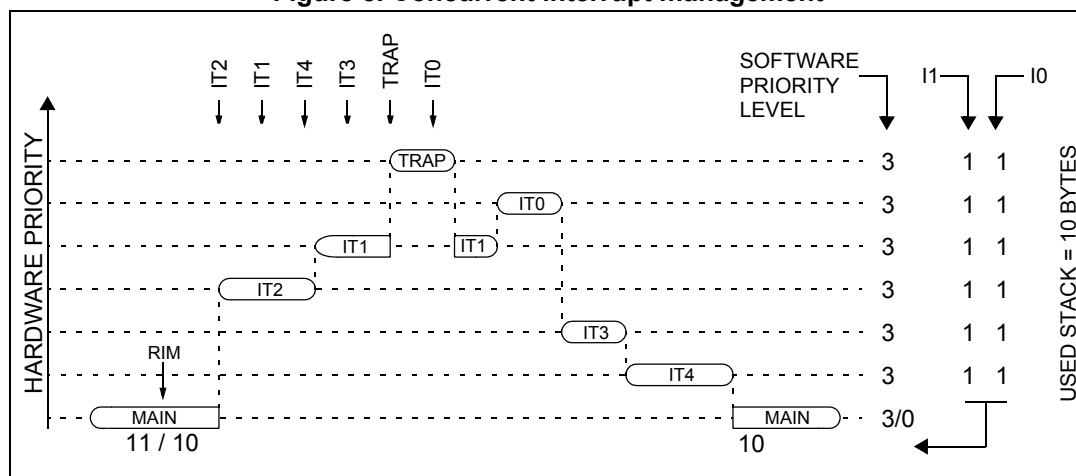 Figure 8. Concurrent Interrupt Management
IT2
IT1
IT4
IT3
TRAP
IT0
SOFTWARE
PRIORITY
LEVEL
I1
I0
HARDWARE PRIORITY
TRAP
3
1 1
IT0
3
1 1
IT1
IT1
3
1 1
IT2
3
1 1
IT3
3
1 1
RIM
IT4
3
1 1
MAIN
MAIN
3/0
11 / 10
10
USED STACK = 10 BYTES